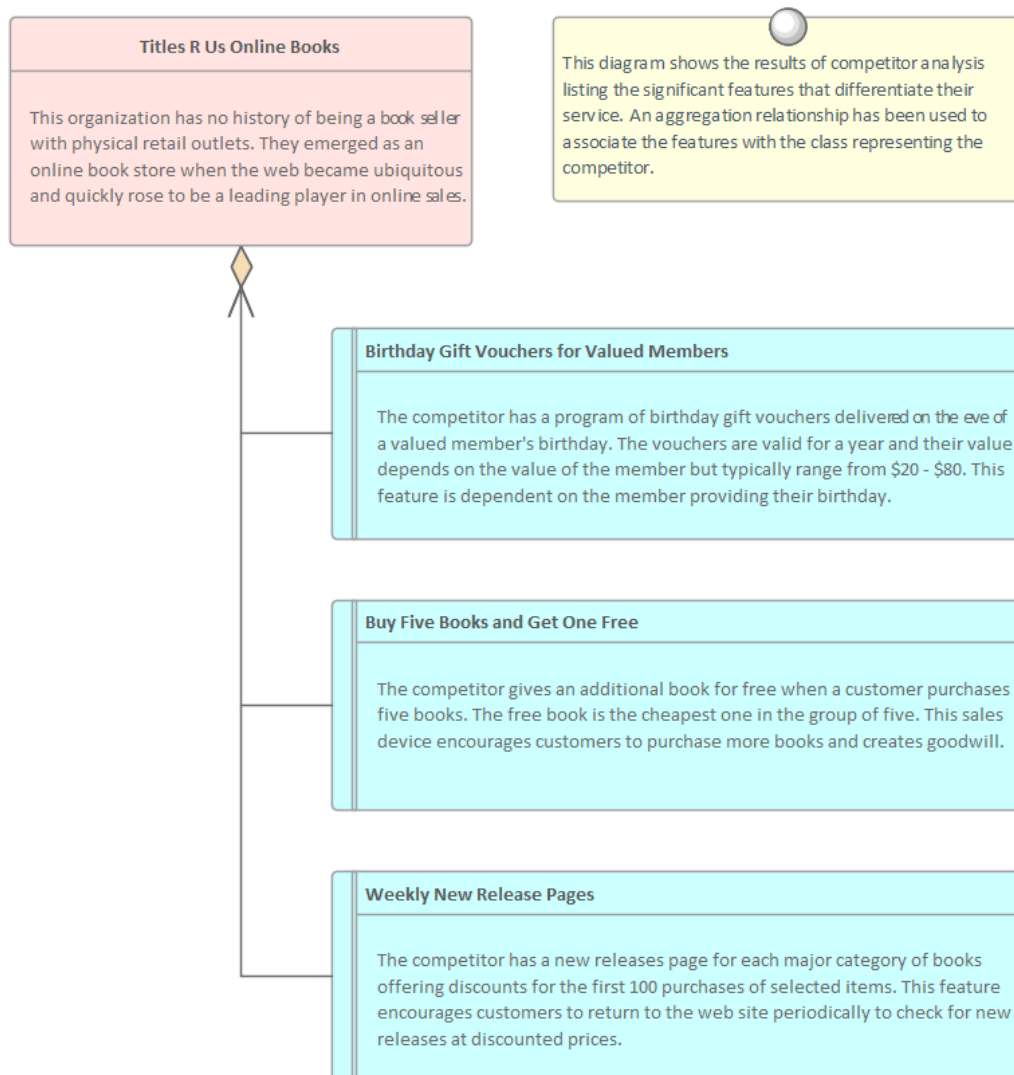 Titles R Us Online Books
This organization has no history of being a book seller
with physical retail outlets. They emerged as an
online book store when the web became ubiquitous
and quickly rose to be a leading player in online sales.
This diagram shows the results of competitor analysis
listing the significant features that differentiate their
service. An aggregation relationship has been used to
associate the features with the class representing the
competitor.
Birthday Gift Vouchers for Valued Members
The competitor has a program of birthday gift vouchers delivered on the eve of
a valued member's birthday. The vouchers are valid for a year and their value
depends on the value of the member but typically range from $20 - $80. This
feature is dependent on the member providing their birthday.
Buy Five Books and Get One Free
The competitor gives an additional book for free when a customer purchases
five books. The free book is the cheapest one in the group of five. This sales
device encourages customers to purchase more books and creates goodwill.
Weekly New Release Pages
The competitor has a new releases page for each major category of books
offering discounts for the first 100 purchases of selected items. This feature
encourages customers to return to the web site periodically to check for new
releases at discounted prices.